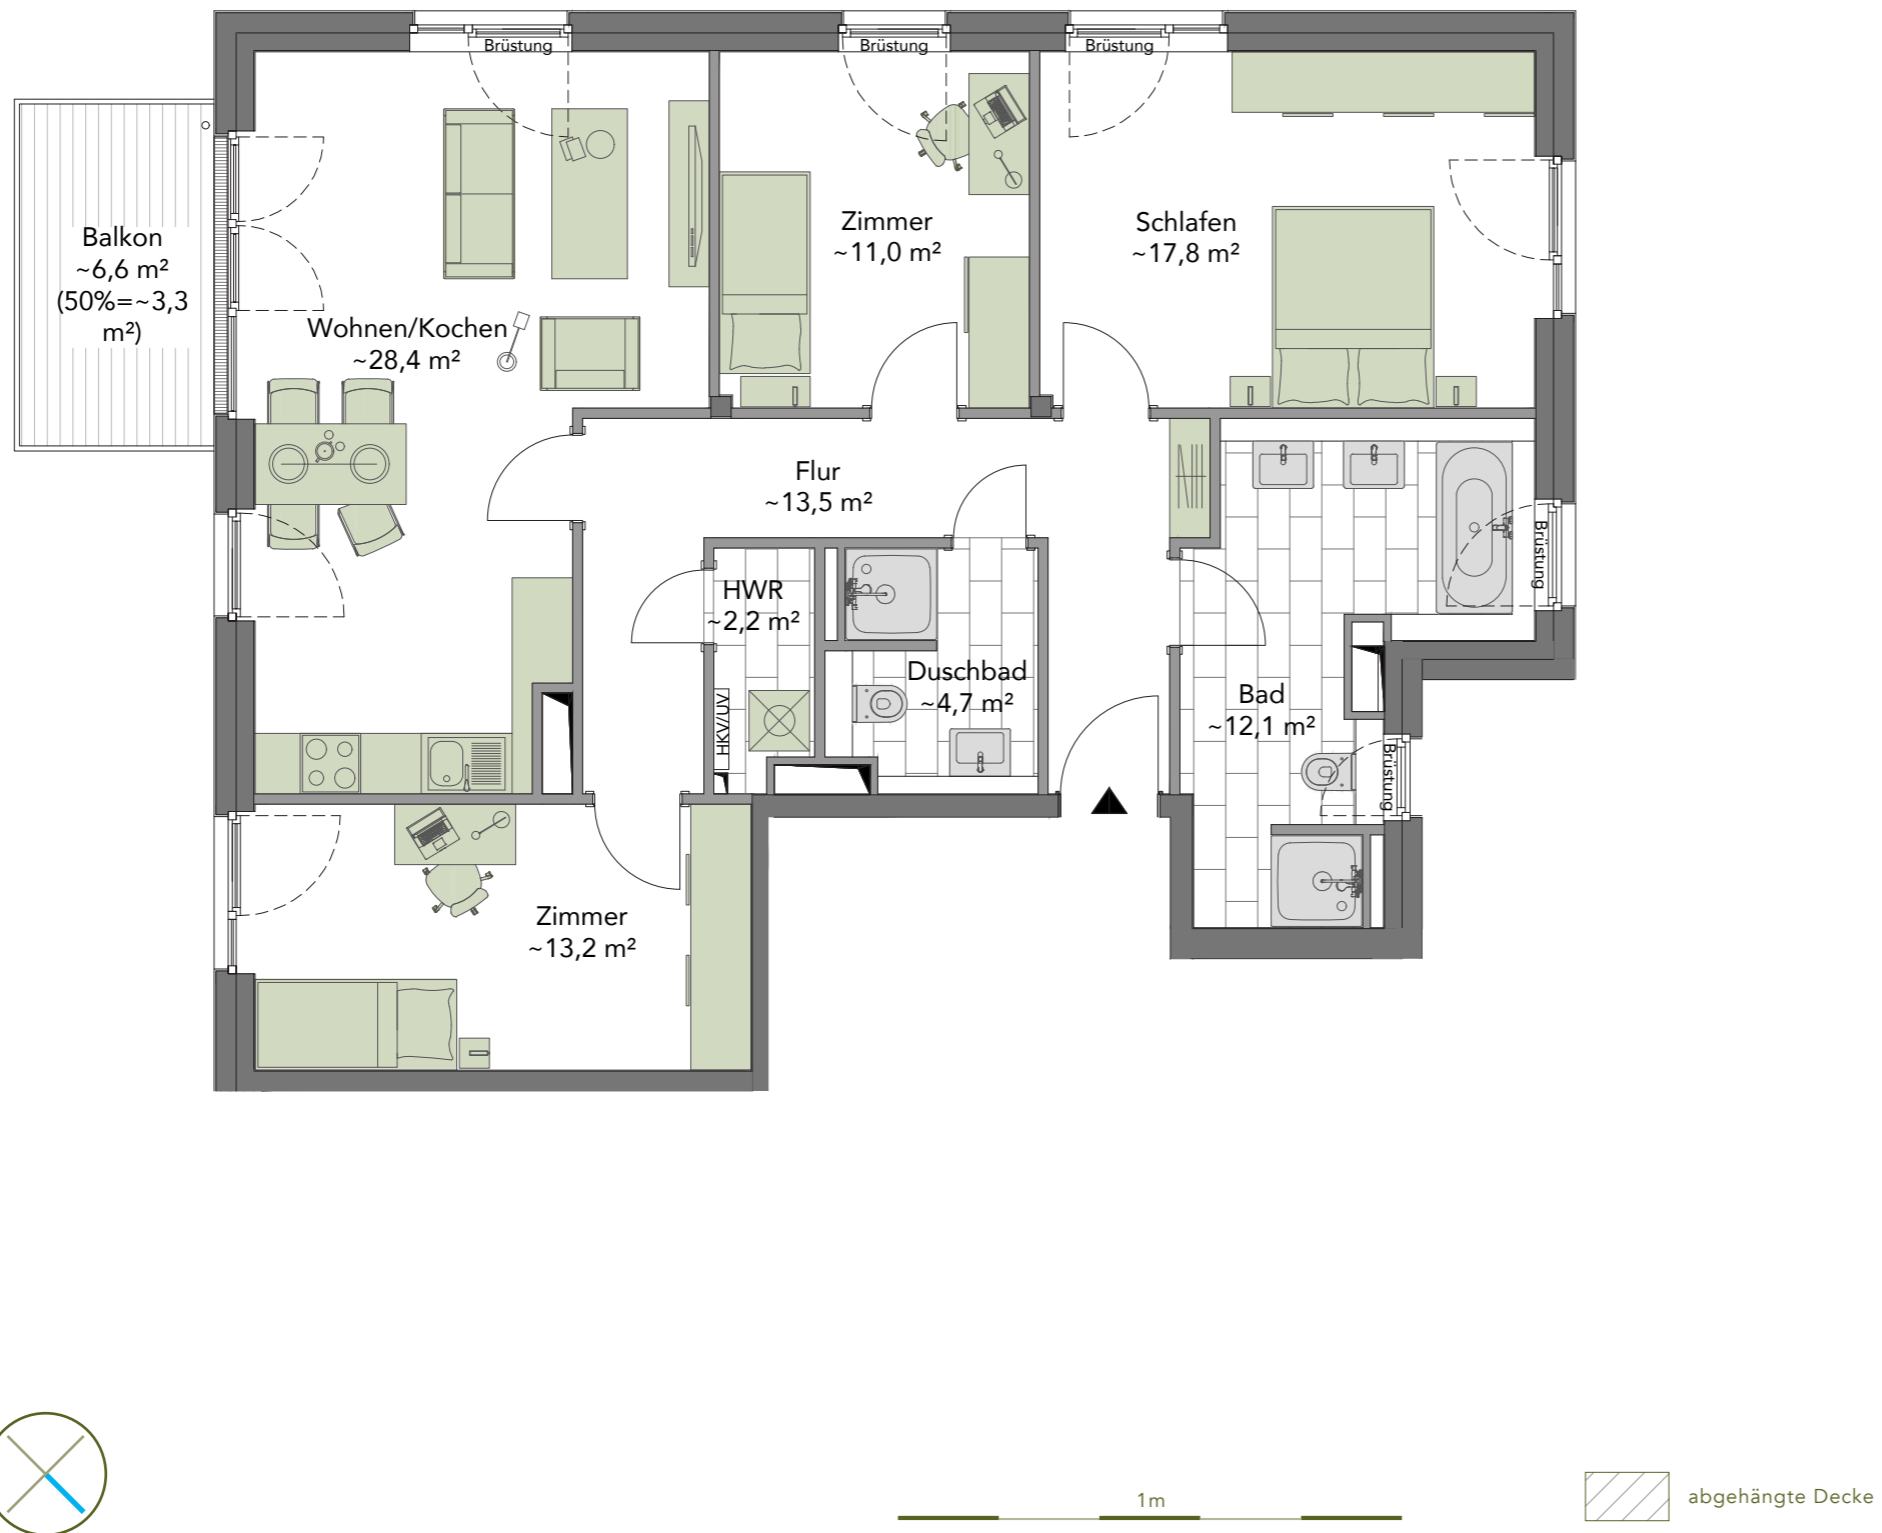 Brüstung
Brüstung
Brüstung
Balkon
~6,6 m²
(50%=~3,3
m²)
Zimmer
~11,0 m²
Schlafen
~17,8 m²
Wohnen/Kochen
~28,4 m²
Flur
~13,5 m²
Brüstung
HWR
~2,2 m²
Duschbad
~4,7 m²
HKV/UV
Bad
~12,1 m²
Brüstung
Zimmer
~13,2 m²
1m
abgehängte Decke